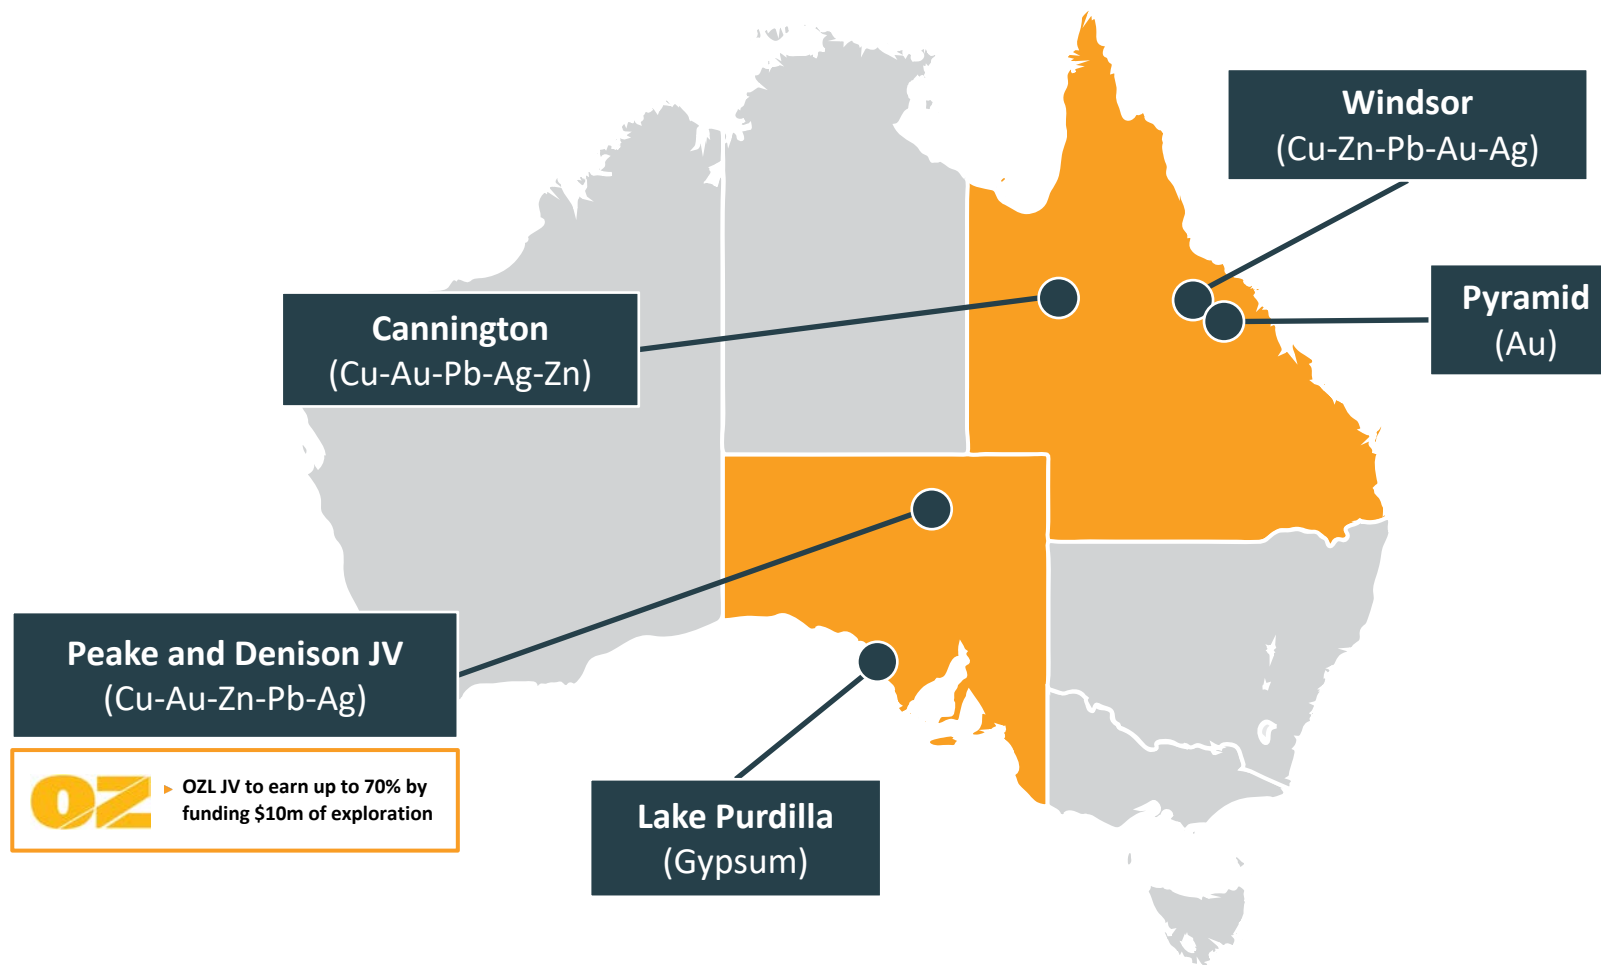 Windsor
(Cu-Zn-Pb-Au-Ag)
Pyramid
(Au)
Cannington
(Cu-Au-Pb-Ag-Zn)
Peake and Denison JV
(Cu-Au-Zn-Pb-Ag)
OZ
OZL JV to earn up to 70% by
funding $10m of exploration
Lake Purdilla
(Gypsum)